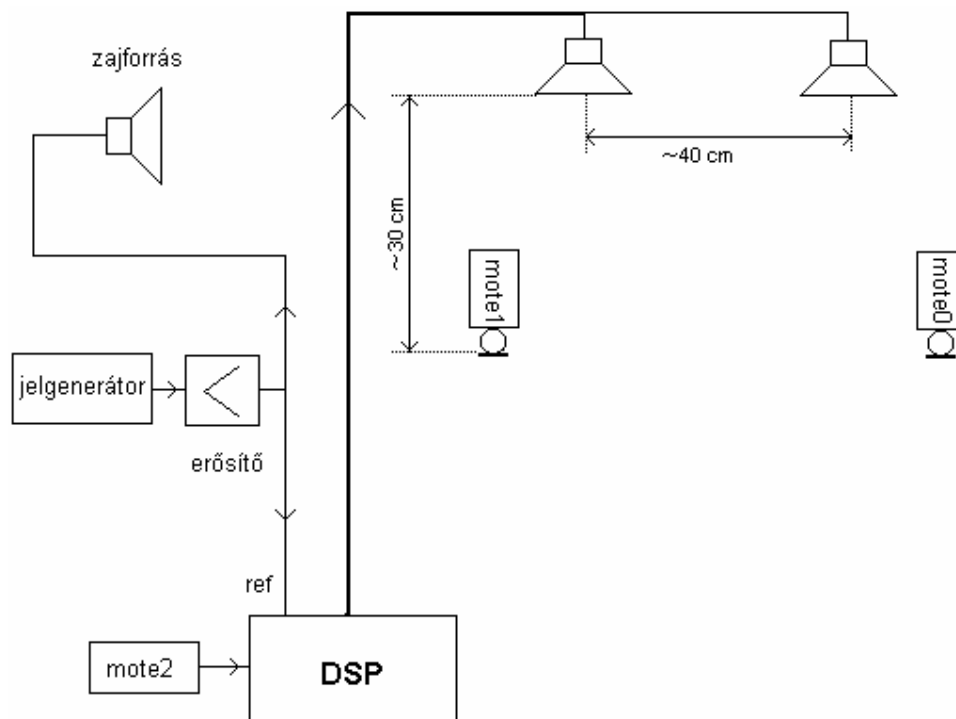 zajforrás
~40 cm
~30 cm
mote1
mote0
jelgenerátor
erősítő
ref
mote2
DSP